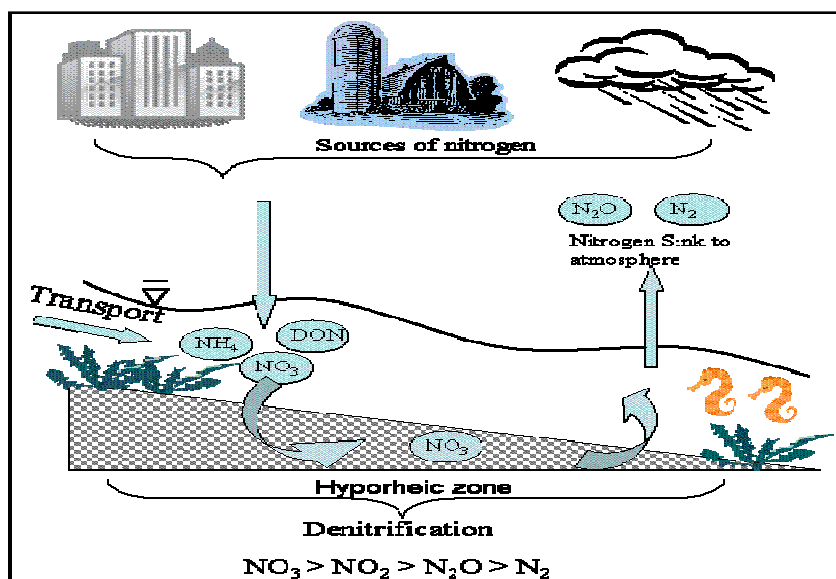 Sources of nitrogen
N₂O
N₂
Nitrogen Sink to
atmosphere
Transport
NH₄
DON
NO₃
NO₃
Hyporheic zone
Denitrification
NO₃ > NO₂ > N₂O > N₂